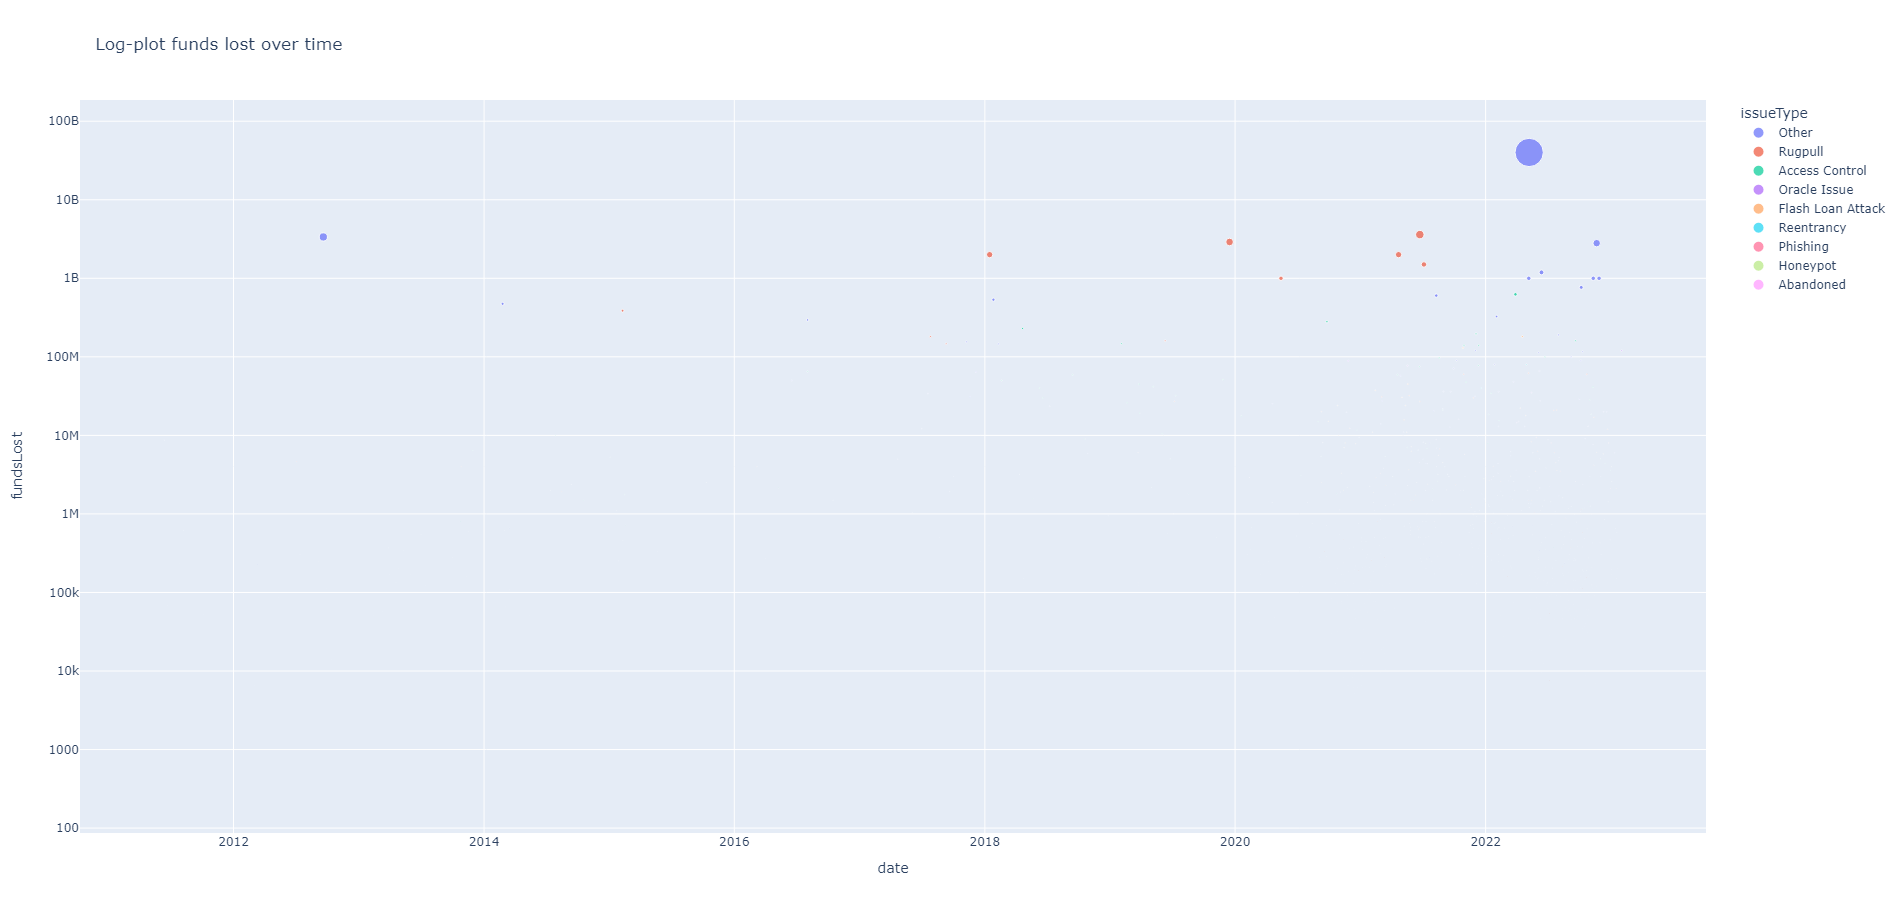 Log-plot funds lost over time
100B
10B
1B
100M
10M
1M
100k
10k
1000
100
fundsLost
2012
2014
2016
2018
2020
2022
date
issueType
Other
Rugpull
Access Control
Oracle Issue
Flash Loan Attack
Reentrancy
Phishing
Honeypot
Abandoned